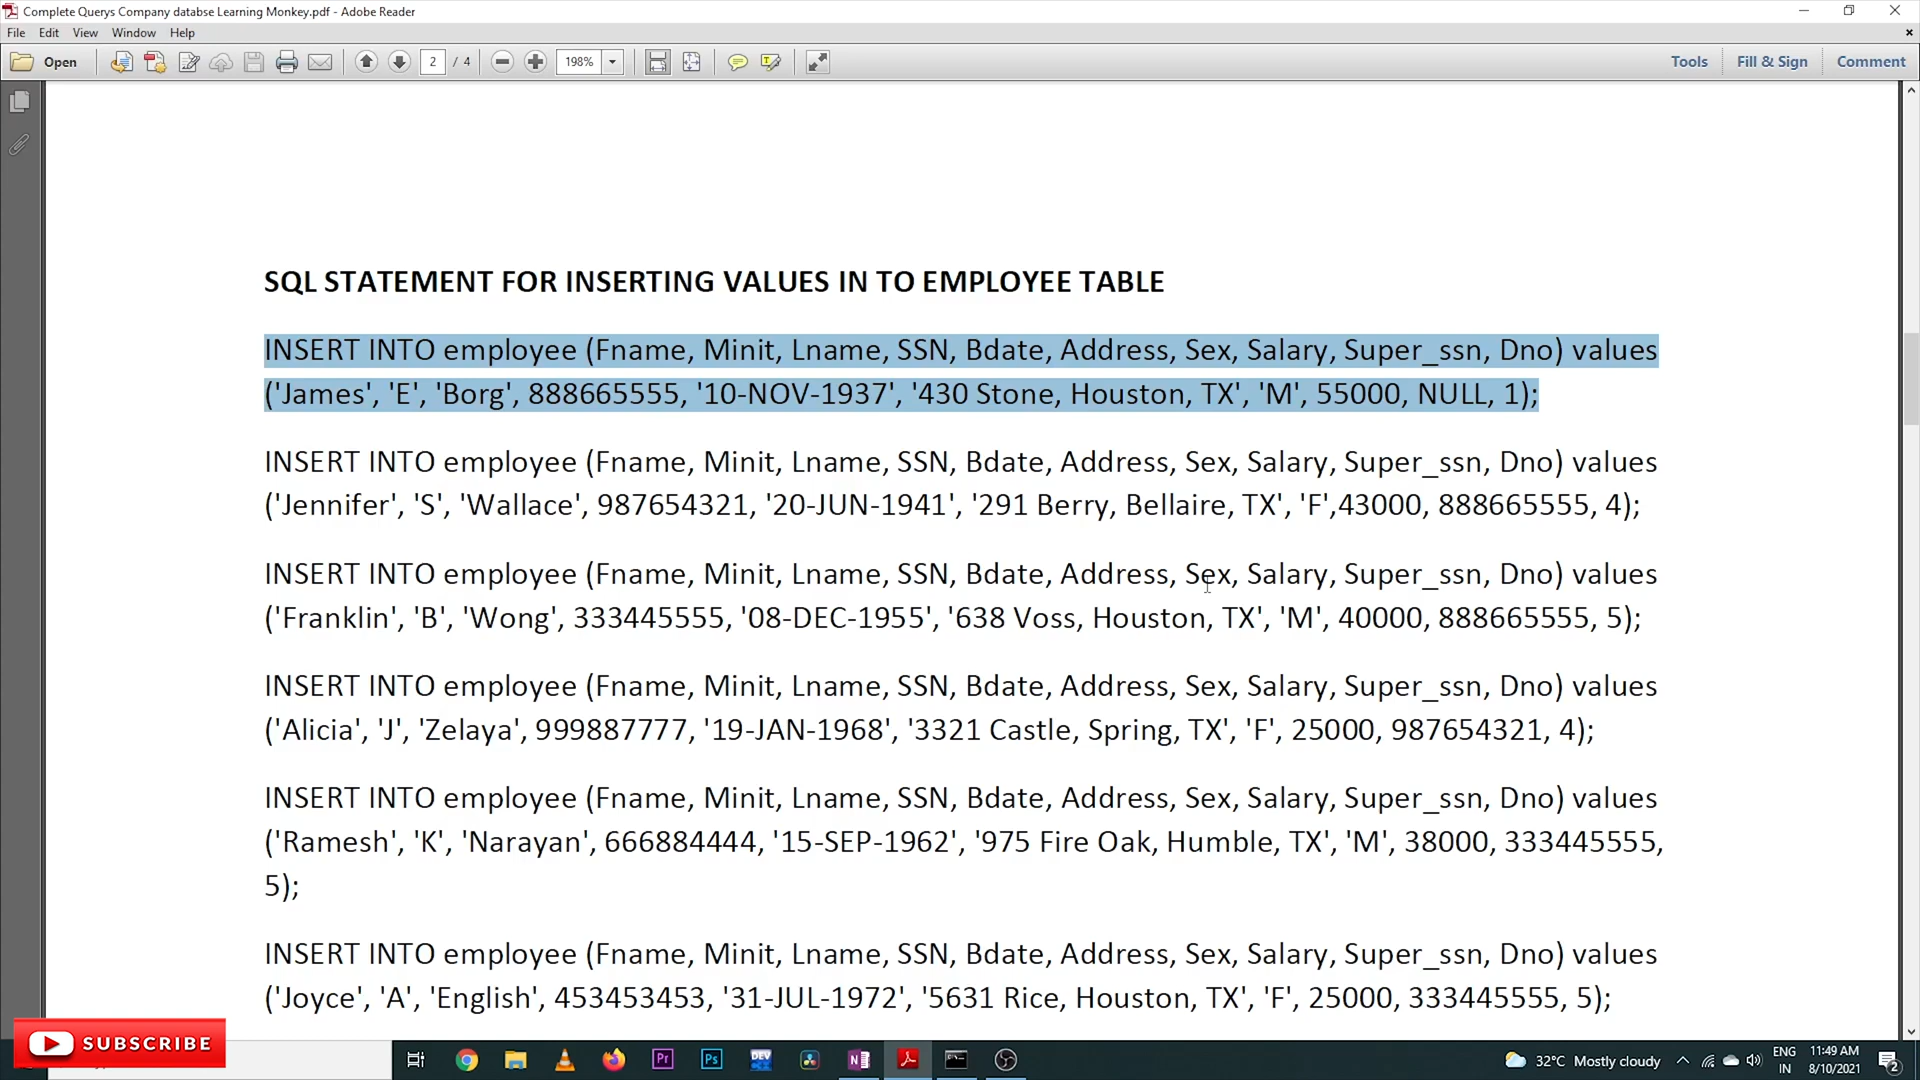 Complete Querys Company databse Learning Monkey.pdf - Adobe Reader
File Edit View Window Help
Open 2 / 4 198% Tools Fill & Sign Comment
SQL STATEMENT FOR INSERTING VALUES IN TO EMPLOYEE TABLE
INSERT INTO employee (Fname, Minit, Lname, SSN, Bdate, Address, Sex, Salary, Super_ssn, Dno) values
('James', 'E', 'Borg', 888665555, '10-NOV-1937', '430 Stone, Houston, TX', 'M', 55000, NULL, 1);
INSERT INTO employee (Fname, Minit, Lname, SSN, Bdate, Address, Sex, Salary, Super_ssn, Dno) values
('Jennifer', 'S', 'Wallace', 987654321, '20-JUN-1941', '291 Berry, Bellaire, TX', 'F',43000, 888665555, 4);
INSERT INTO employee (Fname, Minit, Lname, SSN, Bdate, Address, Sex, Salary, Super_ssn, Dno) values
('Franklin', 'B', 'Wong', 333445555, '08-DEC-1955', '638 Voss, Houston, TX', 'M', 40000, 888665555, 5);
INSERT INTO employee (Fname, Minit, Lname, SSN, Bdate, Address, Sex, Salary, Super_ssn, Dno) values
('Alicia', 'J', 'Zelaya', 999887777, '19-JAN-1968', '3321 Castle, Spring, TX', 'F', 25000, 987654321, 4);
INSERT INTO employee (Fname, Minit, Lname, SSN, Bdate, Address, Sex, Salary, Super_ssn, Dno) values
('Ramesh', 'K', 'Narayan', 666884444, '15-SEP-1962', '975 Fire Oak, Humble, TX', 'M', 38000, 333445555,
5);
INSERT INTO employee (Fname, Minit, Lname, SSN, Bdate, Address, Sex, Salary, Super_ssn, Dno) values
('Joyce', 'A', 'English', 453453453, '31-JUL-1972', '5631 Rice, Houston, TX', 'F', 25000, 333445555, 5);
SUBSCRIBE
Pr Ps DEV N
32°C Mostly cloudy
ENG
IN
11:49 AM
8/10/2021
2